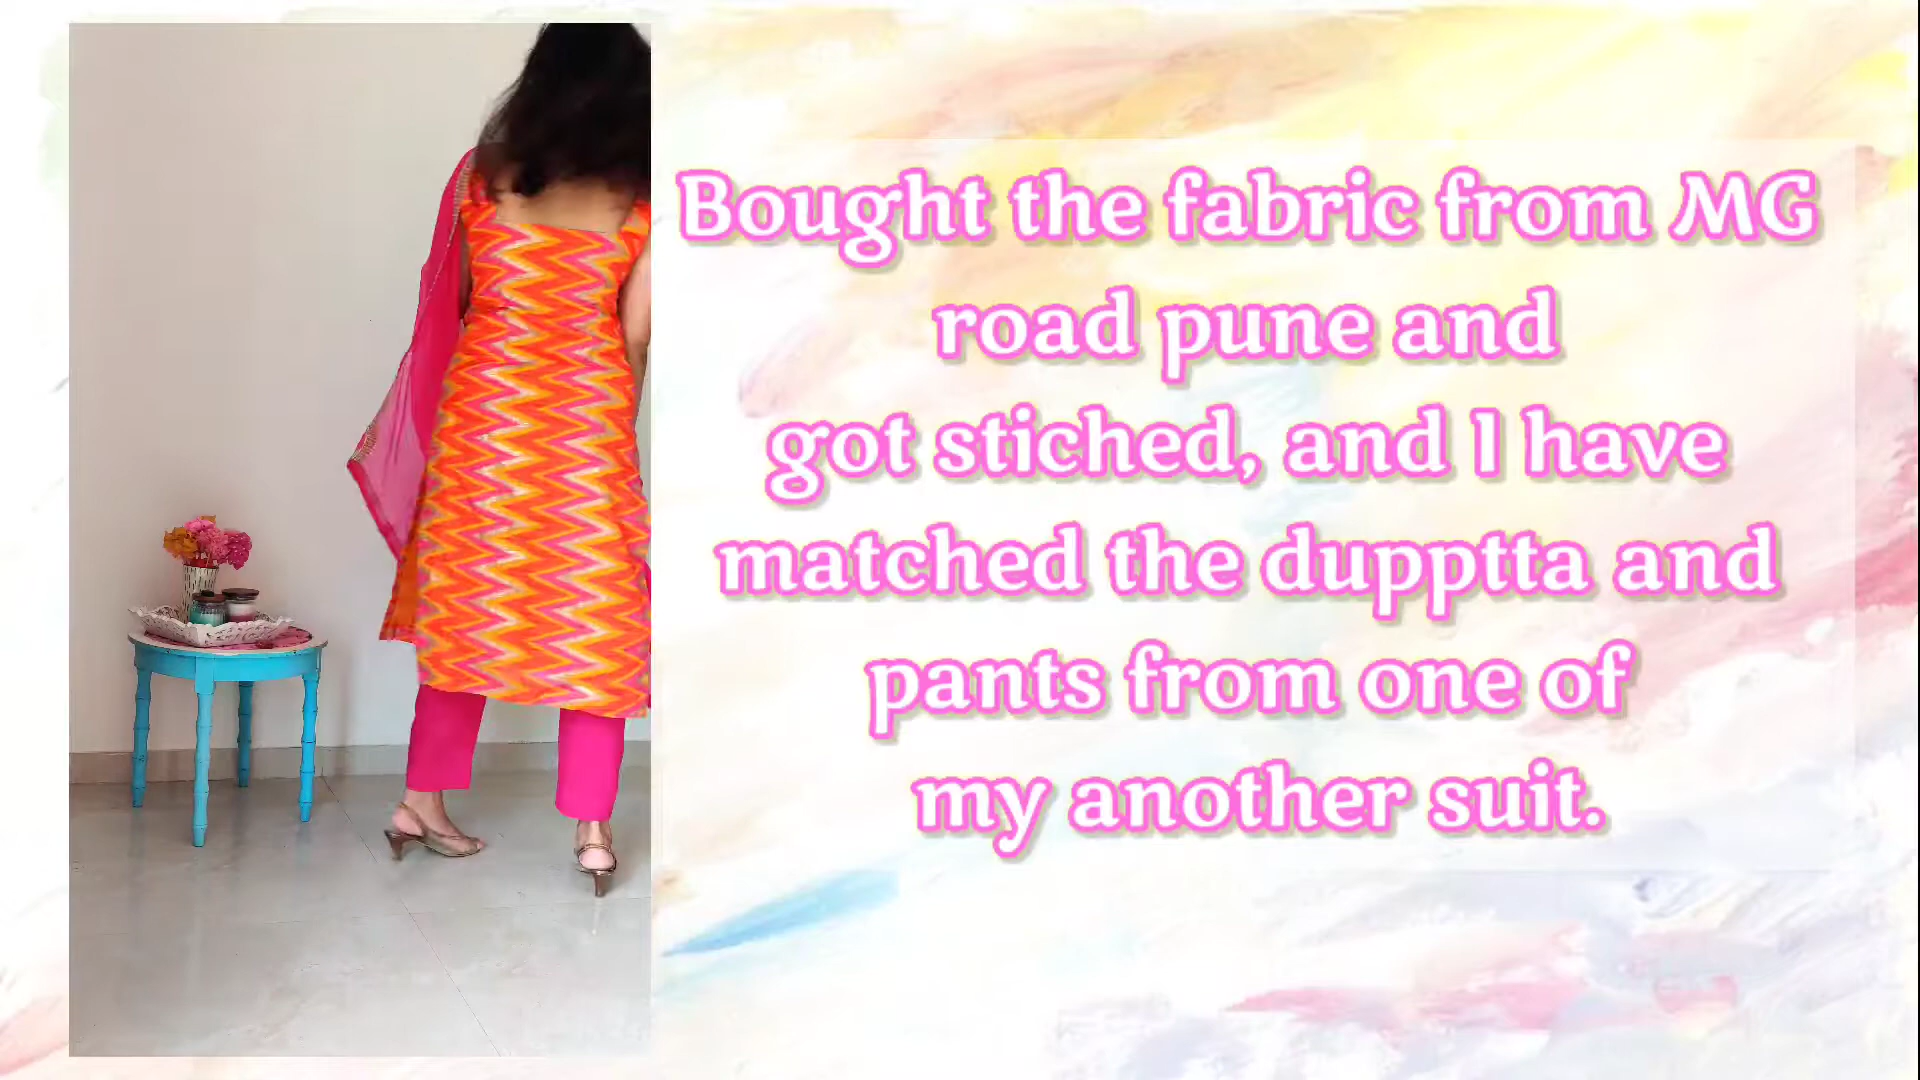 Bought the fabric from MG
road pune and
got stiched, and I have
matched the dupptta and
pants from one of
my another suit.